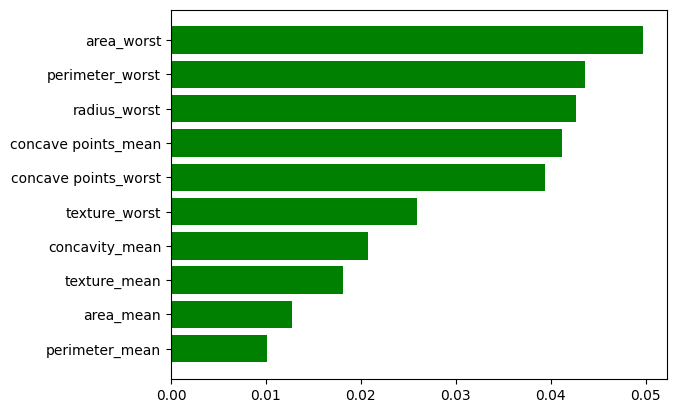 area_worst
perimeter_worst
radius_worst
concave points_mean
concave points_worst
texture_worst
concavity_mean
texture_mean
area_mean
perimeter_mean
0.00 0.01 0.02 0.03 0.04 0.05